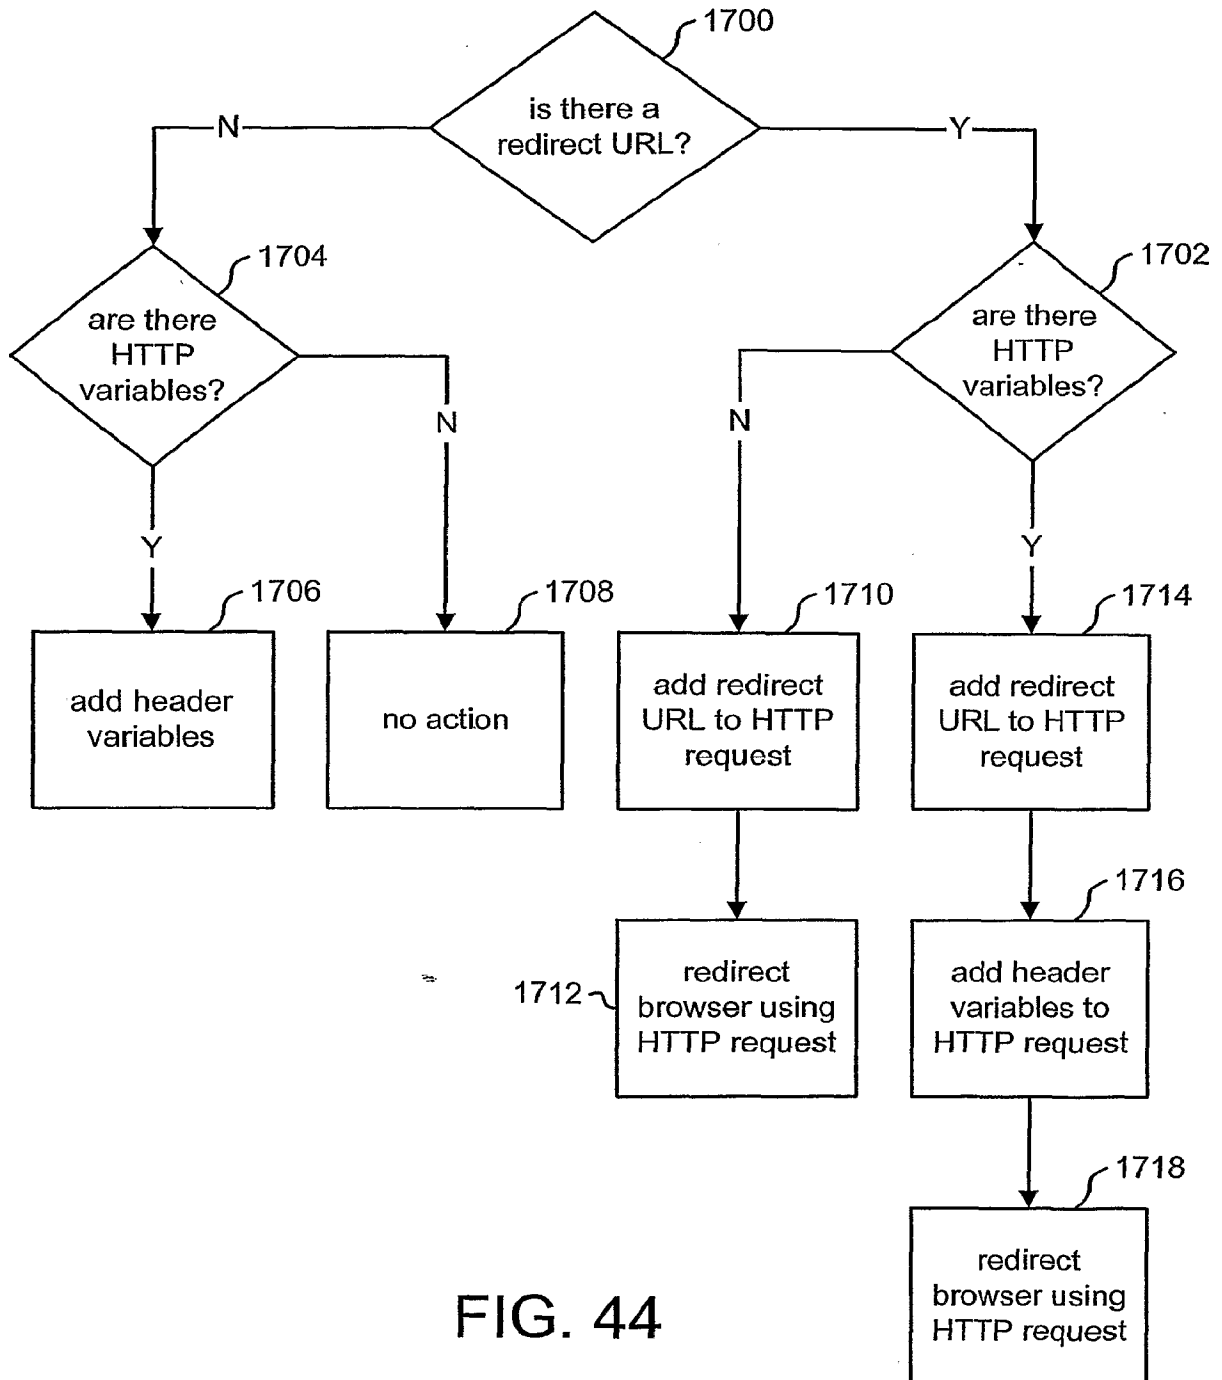 1700
is there a
redirect URL?
N
Y
1704
are there
HTTP
variables?
1702
are there
HTTP
variables?
N
N
Y
Y
1706
add header
variables
1708
no action
1710
add redirect
URL to HTTP
request
1714
add redirect
URL to HTTP
request
1712
redirect
browser using
HTTP request
1716
add header
variables to
HTTP request
1718
redirect
browser using
HTTP request
FIG. 44